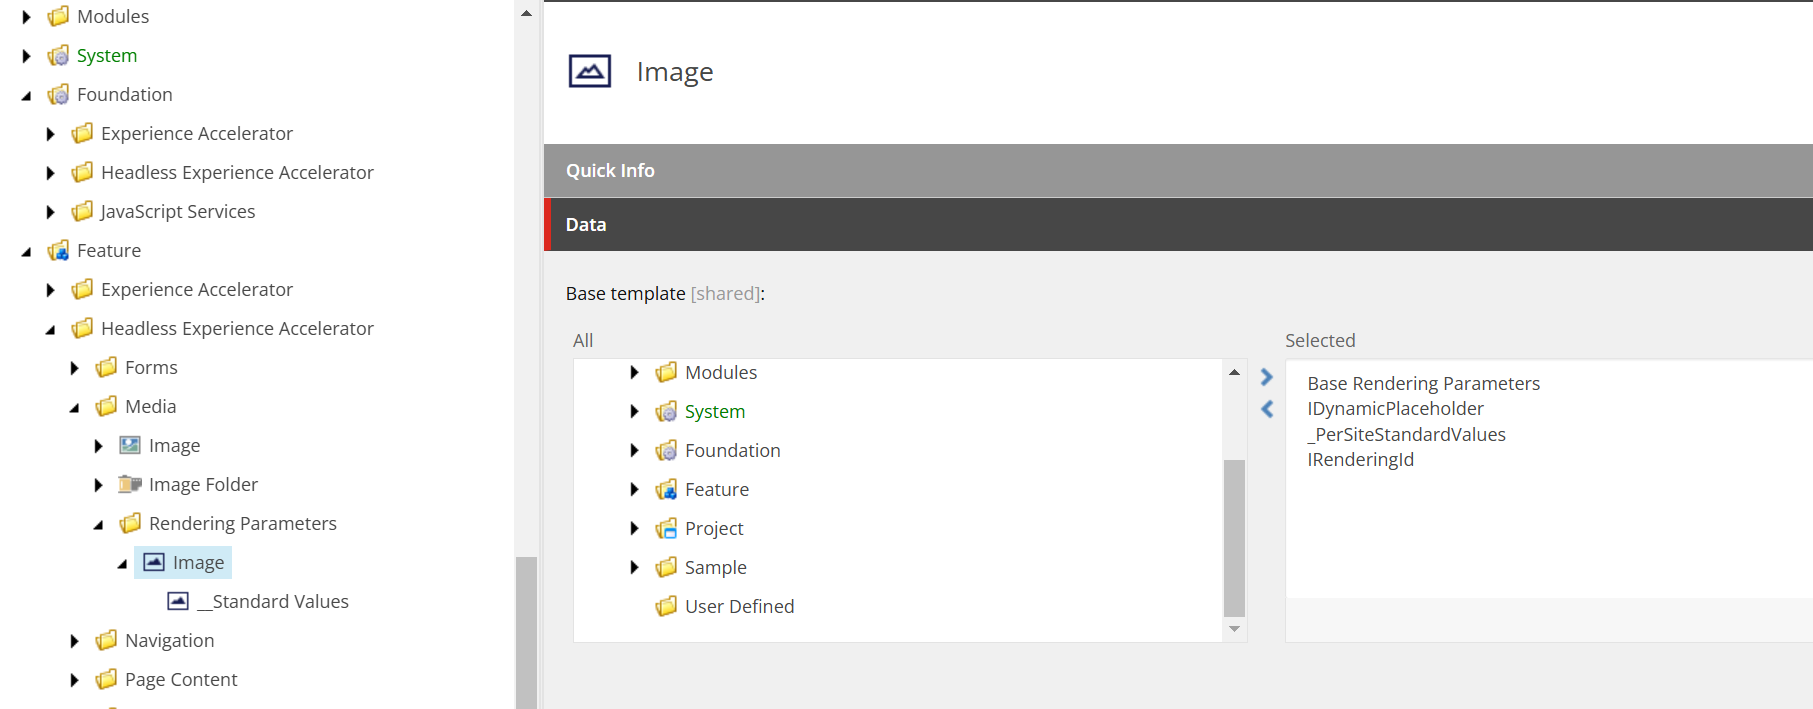 Modules
System
Foundation
Experience Accelerator
Headless Experience Accelerator
JavaScript Services
Feature
Experience Accelerator
Headless Experience Accelerator
Forms
Media
Image
Image Folder
Rendering Parameters
Image
__Standard Values
Navigation
Page Content
Image
Quick Info
Data
Base template [shared]:
All
Modules
System
Foundation
Feature
Project
Sample
User Defined
Selected
Base Rendering Parameters
IDynamicPlaceholder
_PerSiteStandardValues
IRenderingId